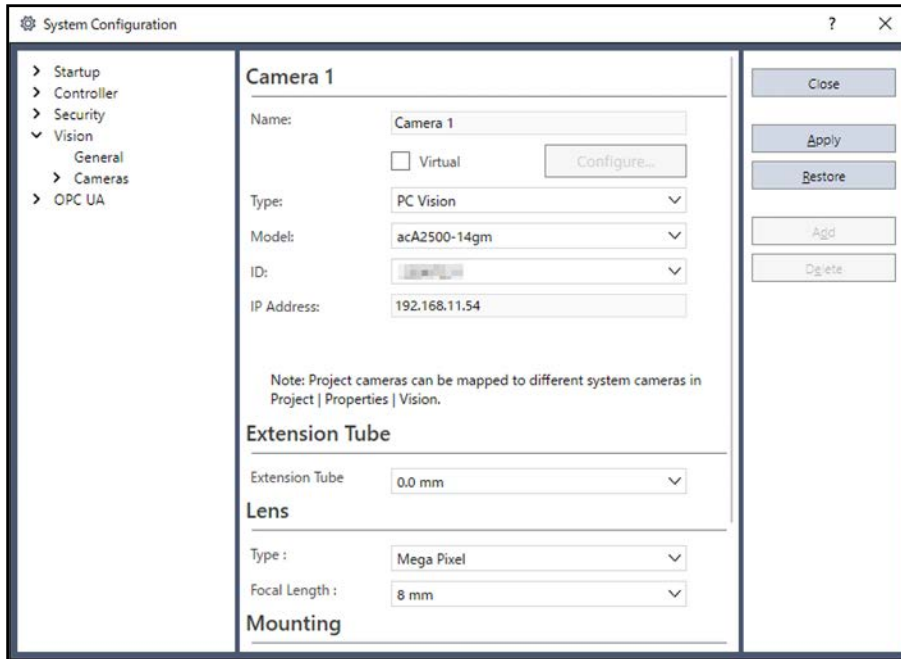 System Configuration
?
Startup
Controller
Security
Vision
General
Cameras
OPC UA
Camera 1
Name:
Camera 1
Virtual
Configure...
Type:
PC Vision
Model:
acA2500-14gm
ID:
IP Address:
192.168.11.54
Note: Project cameras can be mapped to different system cameras in
Project | Properties | Vision.
Extension Tube
Extension Tube
0.0 mm
Lens
Type :
Mega Pixel
Focal Length :
8 mm
Mounting
Close
Apply
Restore
Add
Delete